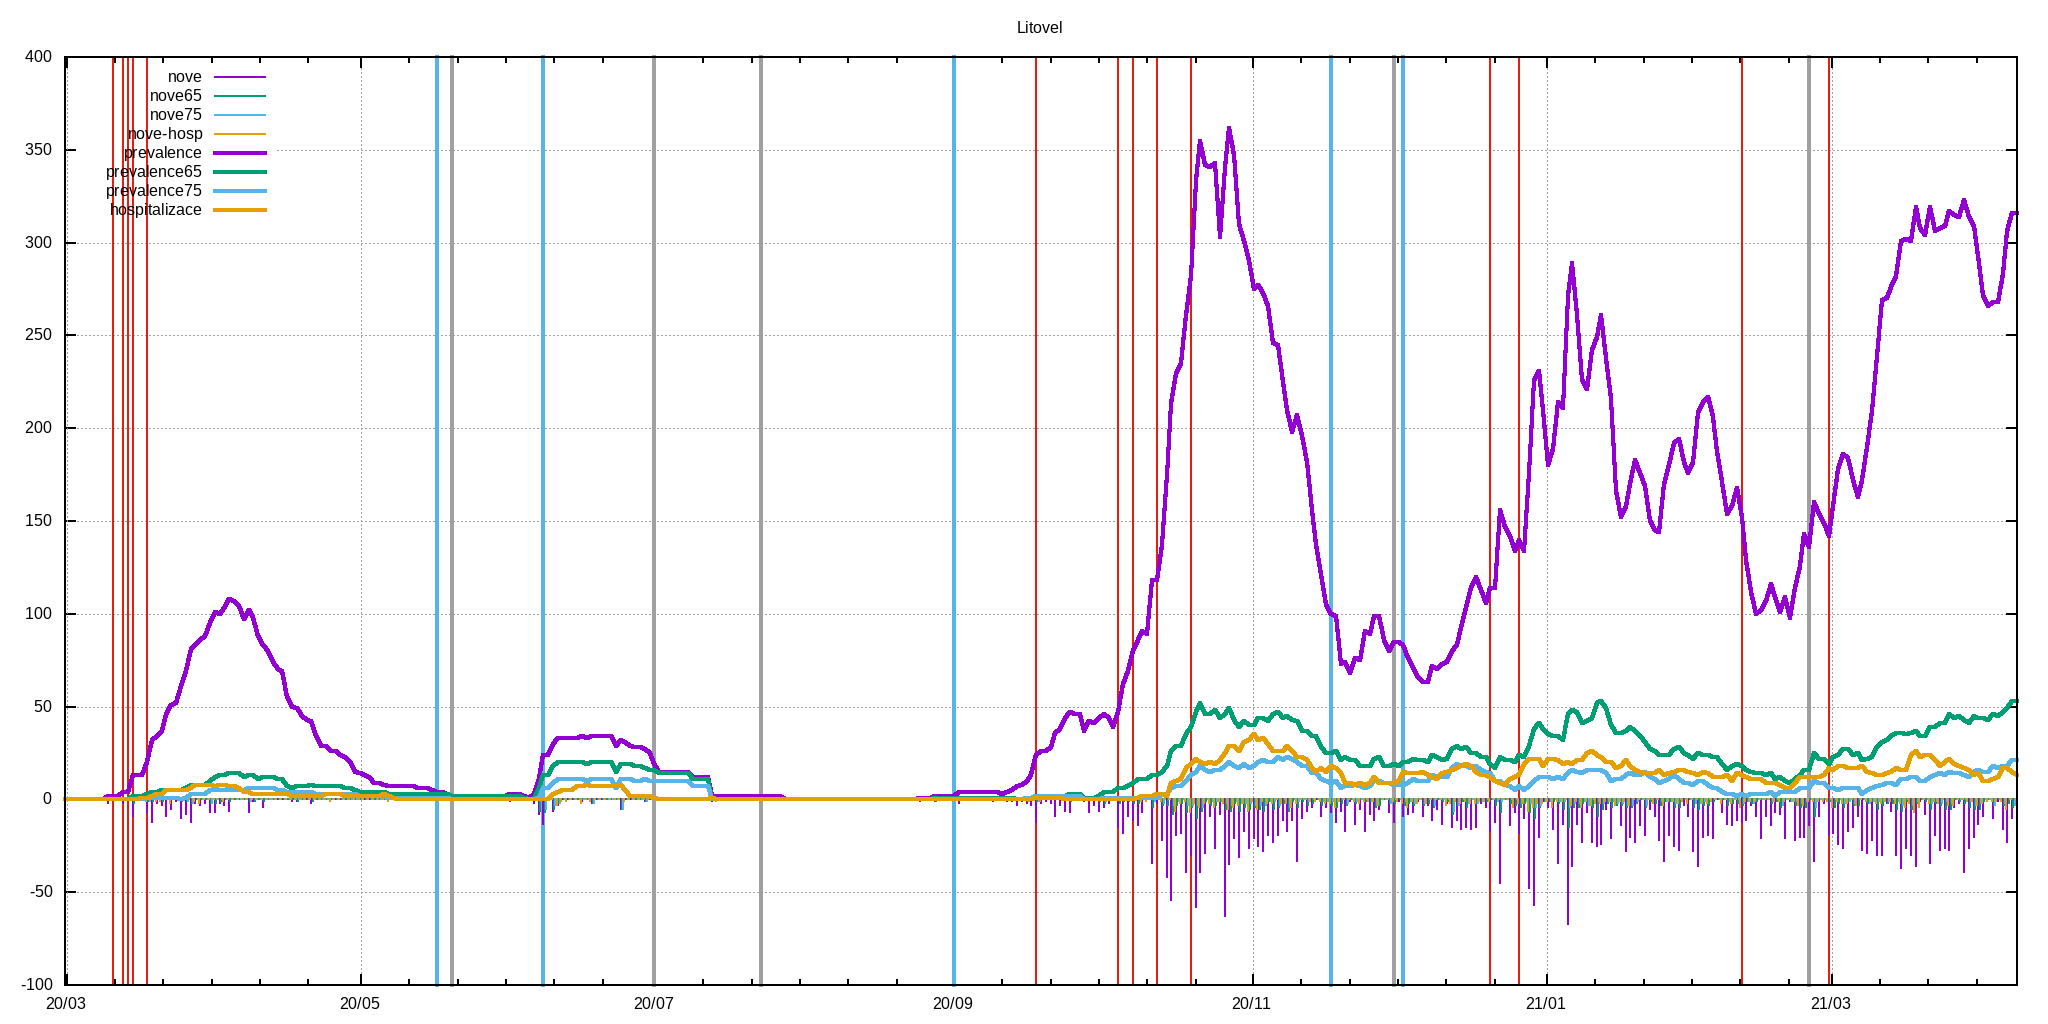 Litovel
400
350
300
250
200
150
100
50
0
-50
-100
nove
nove65
nove75
nove-hosp
prevalence
prevalence65
prevalence75
hospitalizace
20/03 20/05 20/07 20/09 20/11 21/01 21/03